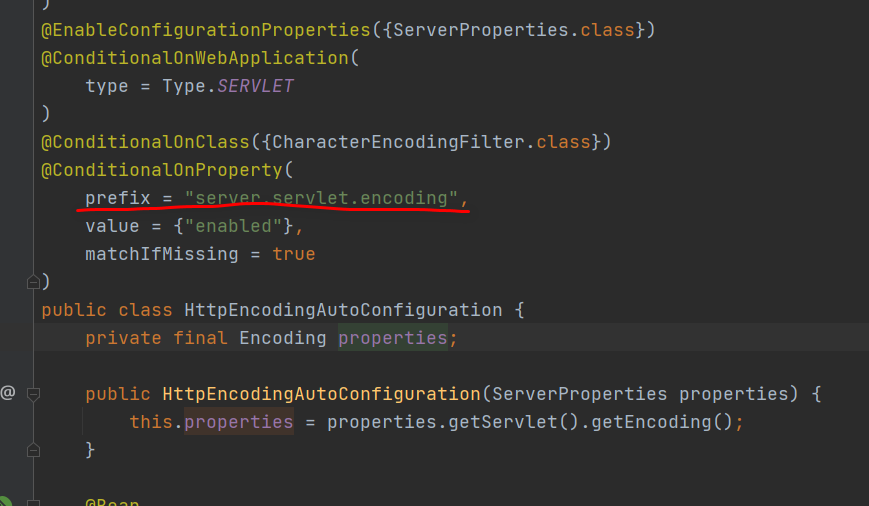 )
@EnableConfigurationProperties({ServerProperties.class})
@ConditionalOnWebApplication(
    type = Type.SERVLET
)
@ConditionalOnClass({CharacterEncodingFilter.class})
@ConditionalOnProperty(
    prefix = "server.servlet.encoding",
    value = {"enabled"},
    matchIfMissing = true
)
public class HttpEncodingAutoConfiguration {
    private final Encoding properties;
@   public HttpEncodingAutoConfiguration(ServerProperties properties) {
        this.properties = properties.getServlet().getEncoding();
    }
    @Bean